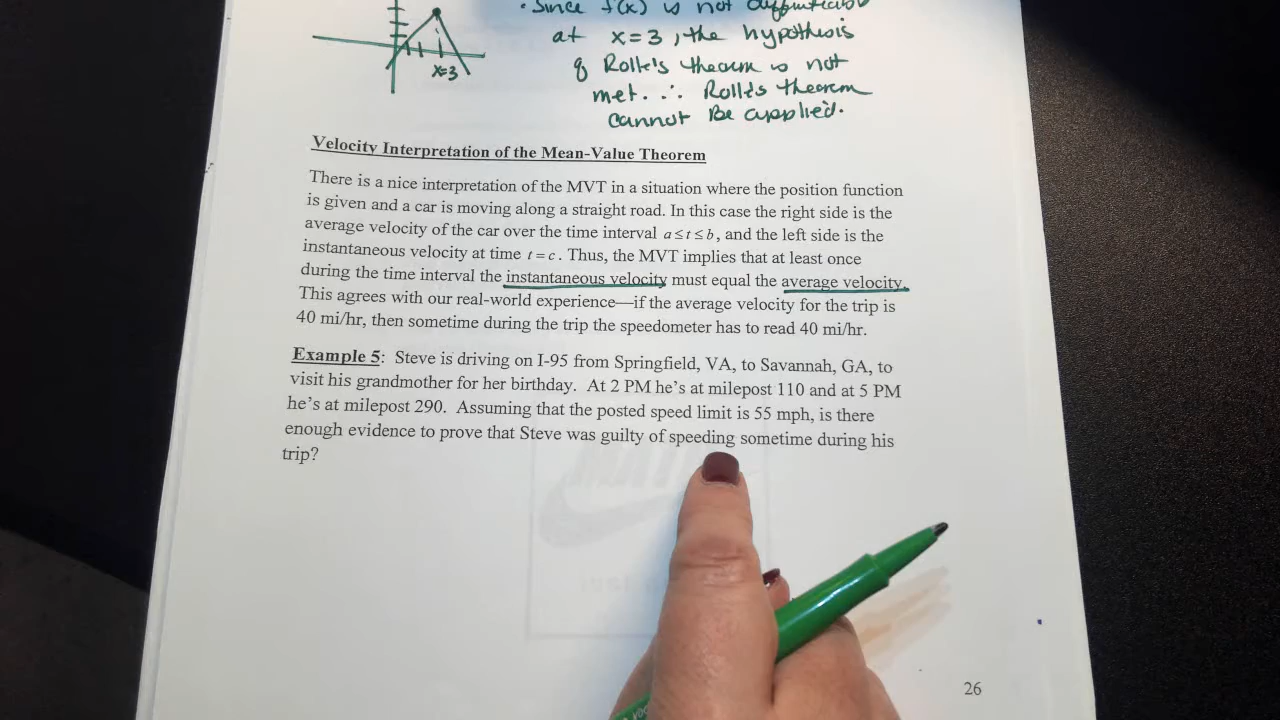 • Since f(x) is not differentiable
at x=3, the hypothesis
of Rolle's theorem is not
met. ∴ Rolle's theorem
cannot be applied.
x=3
Velocity Interpretation of the Mean-Value Theorem
There is a nice interpretation of the MVT in a situation where the position function
is given and a car is moving along a straight road. In this case the right side is the
average velocity of the car over the time interval a ≤ t ≤ b, and the left side is the
instantaneous velocity at time t = c. Thus, the MVT implies that at least once
during the time interval the instantaneous velocity must equal the average velocity.
This agrees with our real-world experience—if the average velocity for the trip is
40 mi/hr, then sometime during the trip the speedometer has to read 40 mi/hr.
Example 5: Steve is driving on I-95 from Springfield, VA, to Savannah, GA, to
visit his grandmother for her birthday. At 2 PM he's at milepost 110 and at 5 PM
he's at milepost 290. Assuming that the posted speed limit is 55 mph, is there
enough evidence to prove that Steve was guilty of speeding sometime during his
trip?
26